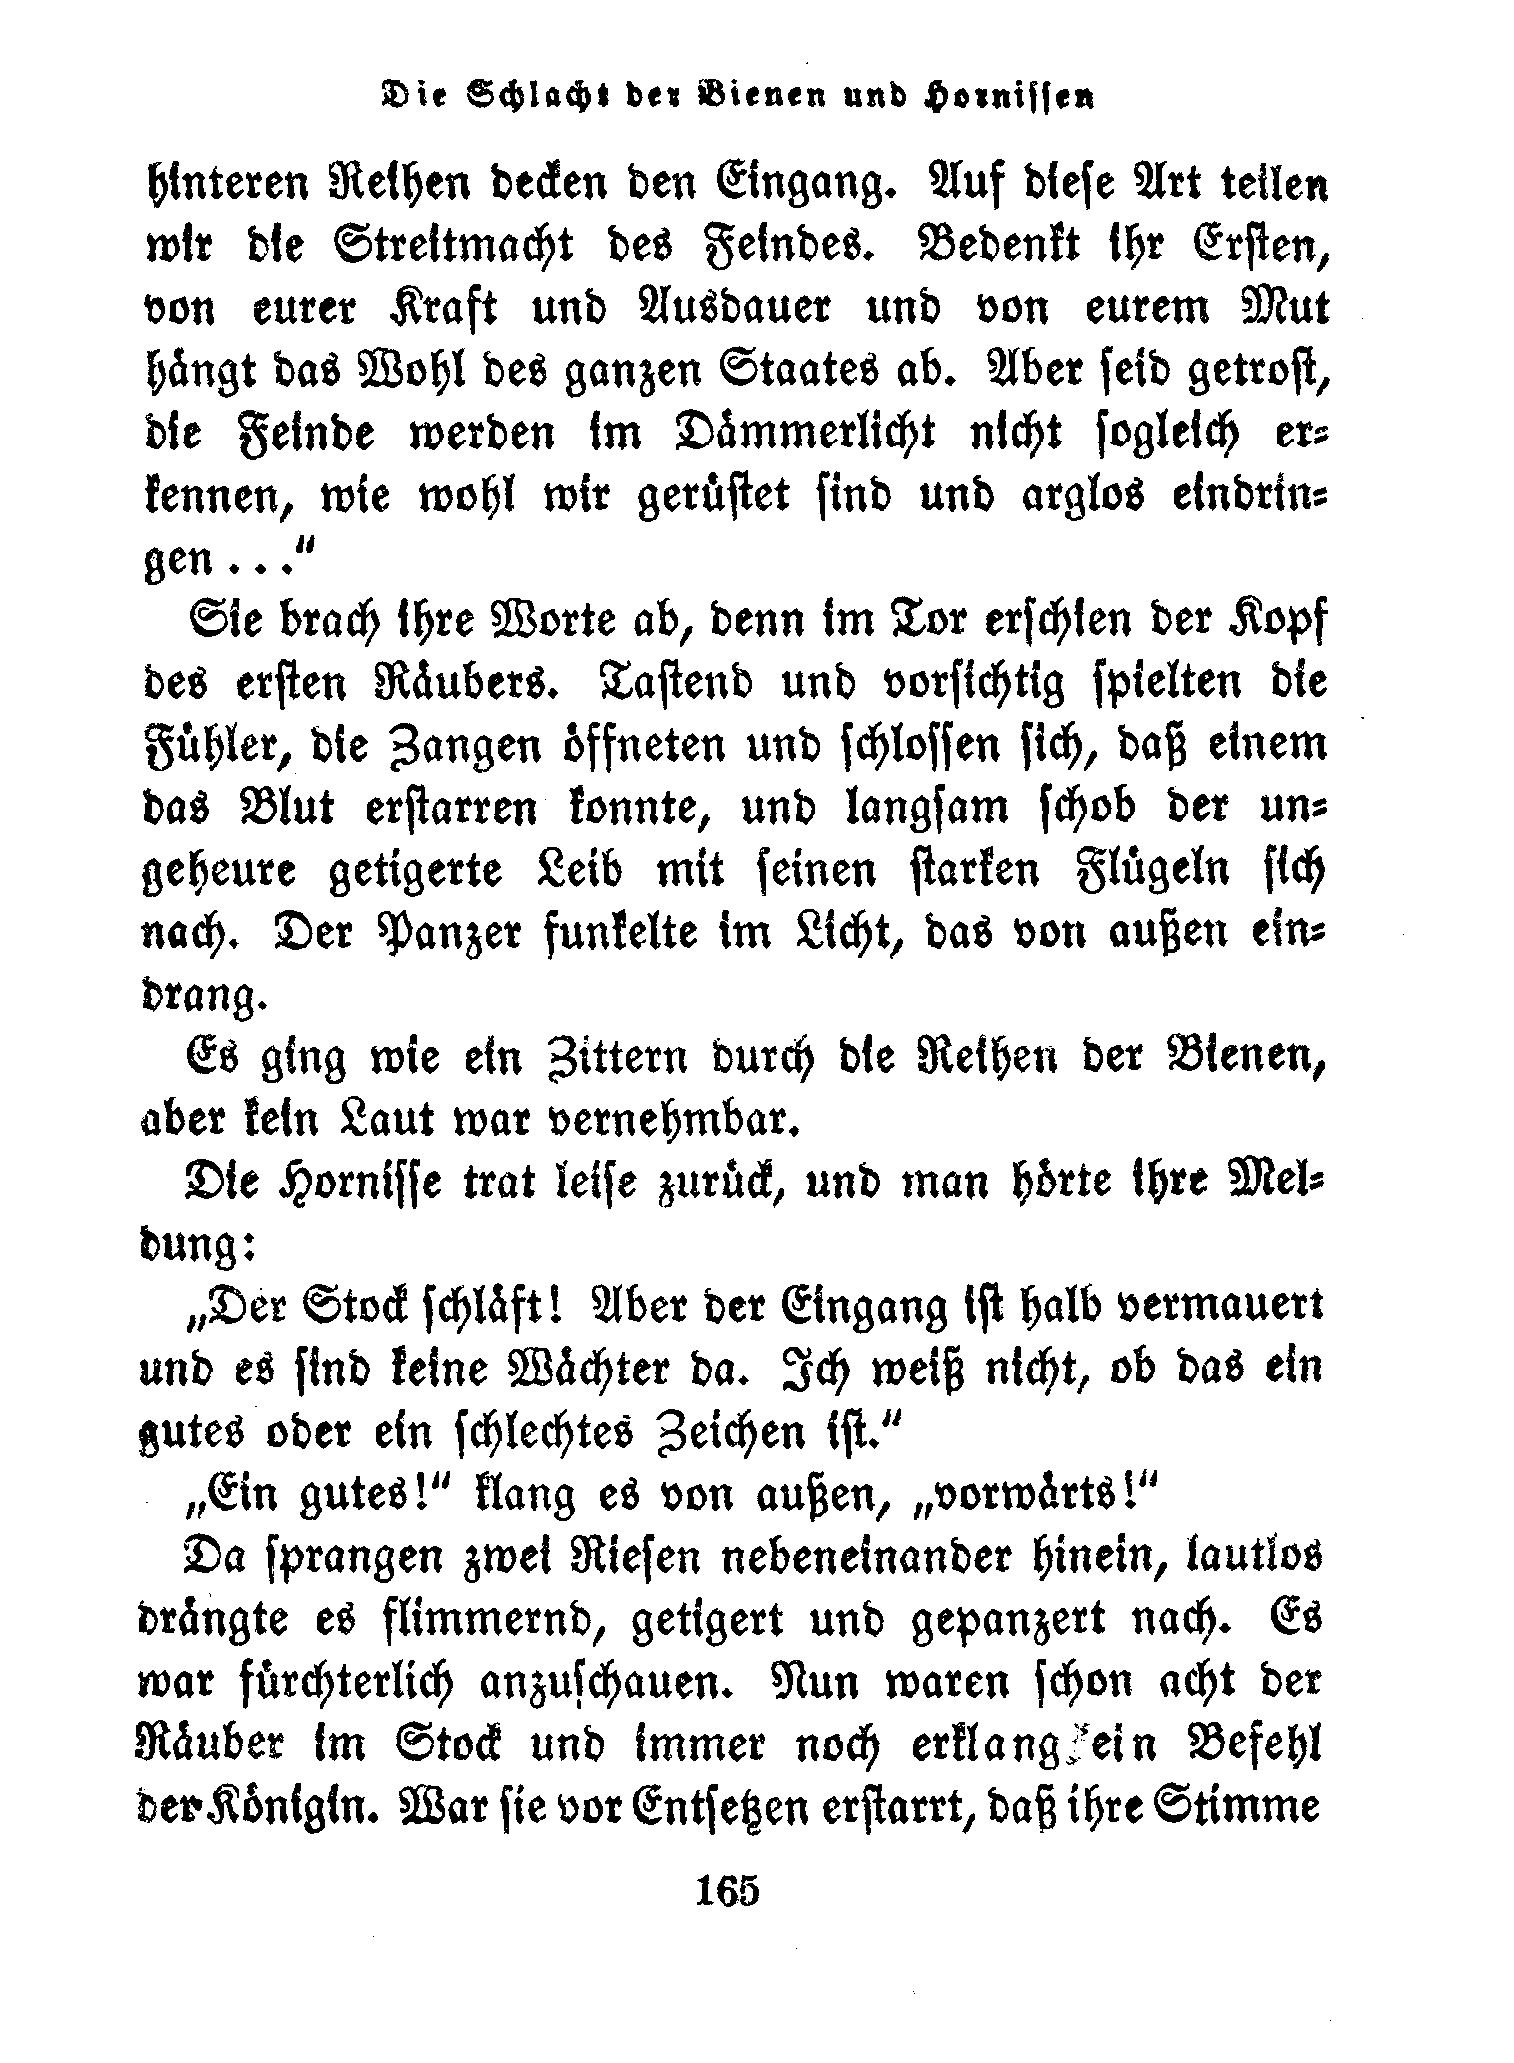 Die Schlacht der Bienen und Hornissen
hinteren Reihen decken den Eingang. Auf diese Art teilen
wir die Streitmacht des Feindes. Bedenkt ihr Ersten,
von eurer Kraft und Ausdauer und von eurem Mut
hängt das Wohl des ganzen Staates ab. Aber seid getrost,
die Feinde werden im Dämmerlicht nicht sogleich er-
kennen, wie wohl wir gerüstet sind und arglos eindrin-
gen . . .“
Sie brach ihre Worte ab, denn im Tor erschien der Kopf
des ersten Räubers. Tastend und vorsichtig spielten die
Fühler, die Zangen öffneten und schlossen sich, daß einem
das Blut erstarren konnte, und langsam schob der un-
geheure getigerte Leib mit seinen starken Flügeln sich
nach. Der Panzer funkelte im Licht, das von außen ein-
drang.
Es ging wie ein Zittern durch die Reihen der Bienen,
aber kein Laut war vernehmbar.
Die Hornisse trat leise zurück, und man hörte ihre Mel-
dung:
„Der Stock schläft! Aber der Eingang ist halb vermauert
und es sind keine Wächter da. Ich weiß nicht, ob das ein
gutes oder ein schlechtes Zeichen ist.“
„Ein gutes!“ klang es von außen, „vorwärts!“
Da sprangen zwei Riesen nebeneinander hinein, lautlos
drängte es flimmernd, getigert und gepanzert nach. Es
war fürchterlich anzuschauen. Nun waren schon acht der
Räuber im Stock und immer noch erklang kein Befehl
der Königin. War sie vor Entsetzen erstarrt, daß ihre Stimme
165